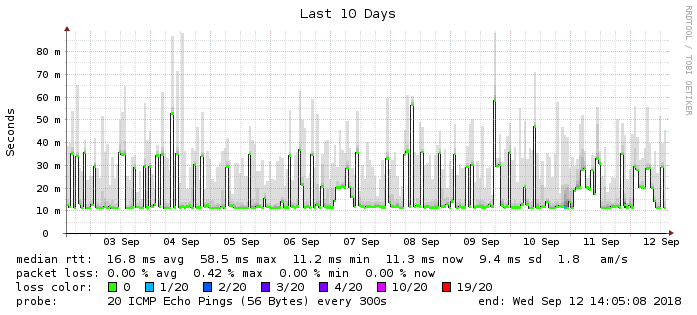 Last 10 Days
RRDTOOL / TOBI OETIKER
Seconds
80 m
70 m
60 m
50 m
40 m
30 m
20 m
10 m
0
03 Sep 04 Sep 05 Sep 06 Sep 07 Sep 08 Sep 09 Sep 10 Sep 11 Sep 12 Sep
median rtt: 16.8 ms avg 58.5 ms max 11.2 ms min 11.3 ms now 9.4 ms sd 1.8 am/s
packet loss: 0.00 % avg 0.42 % max 0.00 % min 0.00 % now
loss color: 0 1/20 2/20 3/20 4/20 10/20 19/20
probe: 20 ICMP Echo Pings (56 Bytes) every 300s end: Wed Sep 12 14:05:08 2018